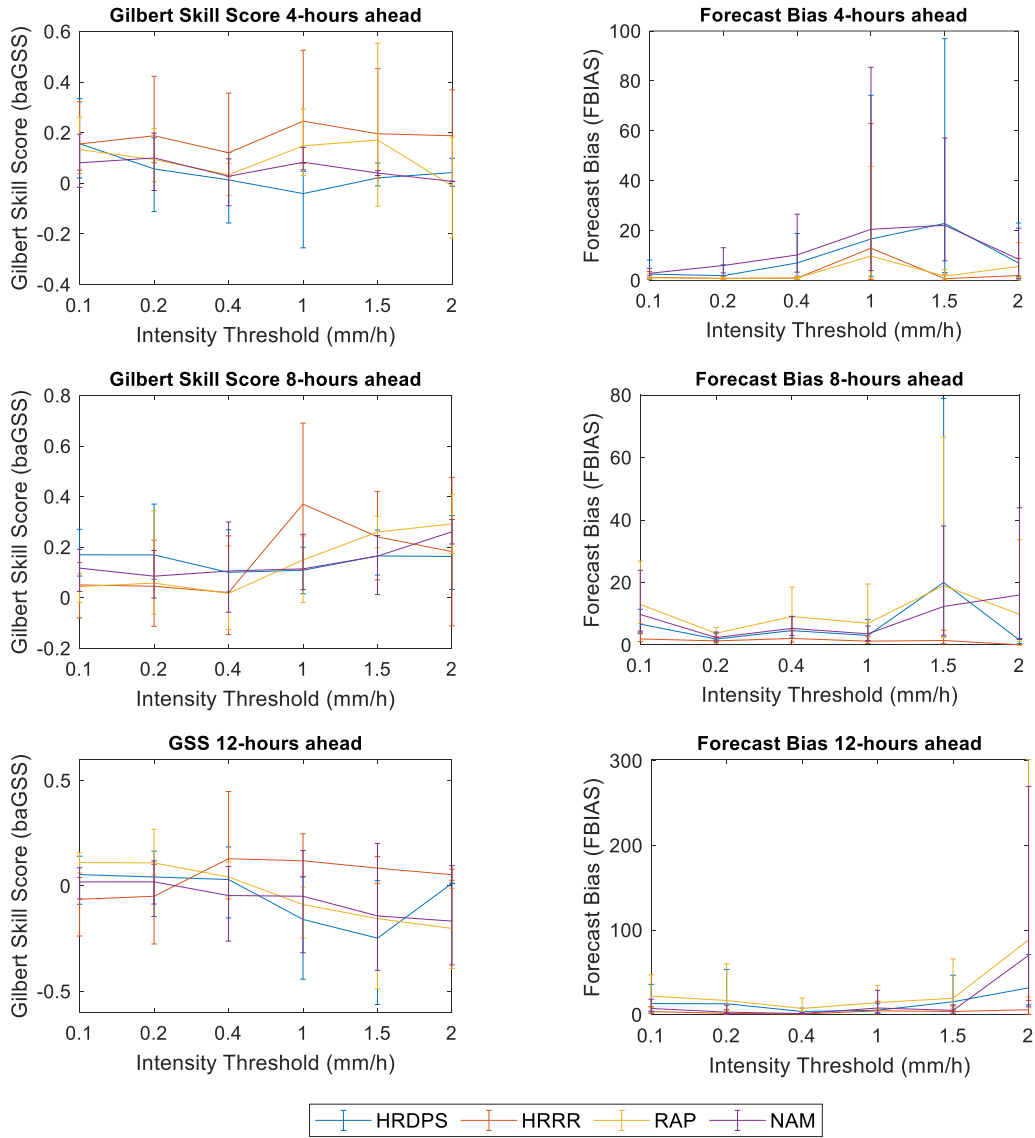 Gilbert Skill Score 4-hours ahead
Gilbert Skill Score (baGSS)
0.6
0.4
0.2
0
-0.2
-0.4
0.1 0.2 0.4 1 1.5 2
Intensity Threshold (mm/h)
Forecast Bias 4-hours ahead
Forecast Bias (FBIAS)
100
80
60
40
20
0
0.1 0.2 0.4 1 1.5 2
Intensity Threshold (mm/h)
Gilbert Skill Score 8-hours ahead
Gilbert Skill Score (baGSS)
0.8
0.6
0.4
0.2
0
-0.2
0.1 0.2 0.4 1 1.5 2
Intensity Threshold (mm/h)
Forecast Bias 8-hours ahead
Forecast Bias (FBIAS)
80
60
40
20
0
0.1 0.2 0.4 1 1.5 2
Intensity Threshold (mm/h)
GSS 12-hours ahead
Gilbert Skill Score (baGSS)
0.5
0
-0.5
0.1 0.2 0.4 1 1.5 2
Intensity Threshold (mm/h)
Forecast Bias 12-hours ahead
Forecast Bias (FBIAS)
300
200
100
0
0.1 0.2 0.4 1 1.5 2
Intensity Threshold (mm/h)
HRDPS HRRR RAP NAM